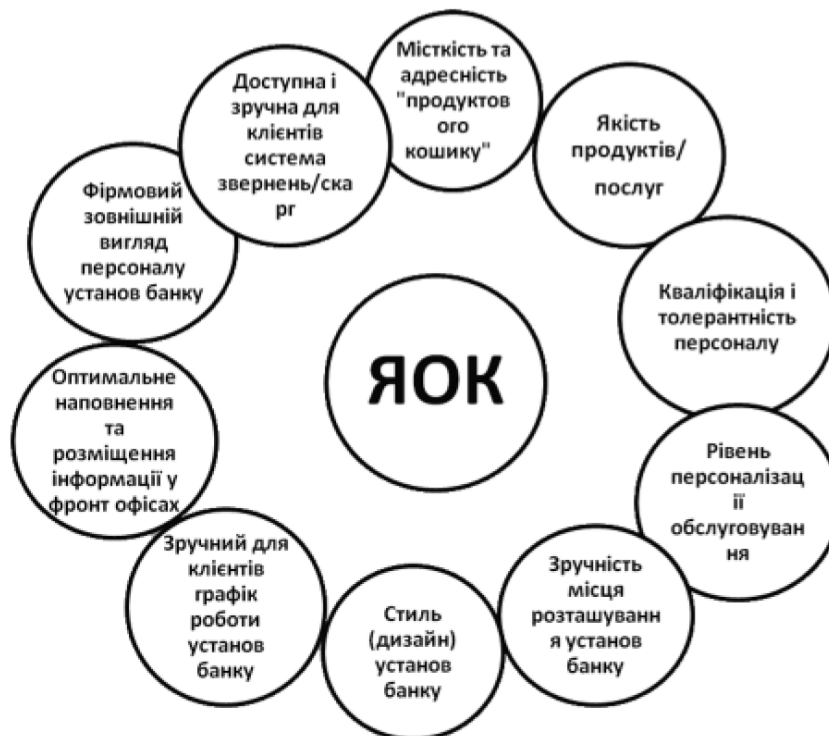 Місткість та
адресність
"продуктов
ого
кошику"
Якість
продуктів/
послуг
Кваліфікація і
толерантність
персоналу
Рівень
персоналізац
ії
обслуговуван
ня
Зручність
місця
розташуванн
я установ
банку
Стиль
(дизайн)
установ
банку
Зручний для
клієнтів
графік
роботи
установ
банку
Оптимальне
наповнення
та
розміщення
інформації у
фронт офісах
Фірмовий
зовнішній
вигляд
персоналу
установ банку
Доступна і
зручна для
клієнтів
система
звернень/ска
рг
ЯОК